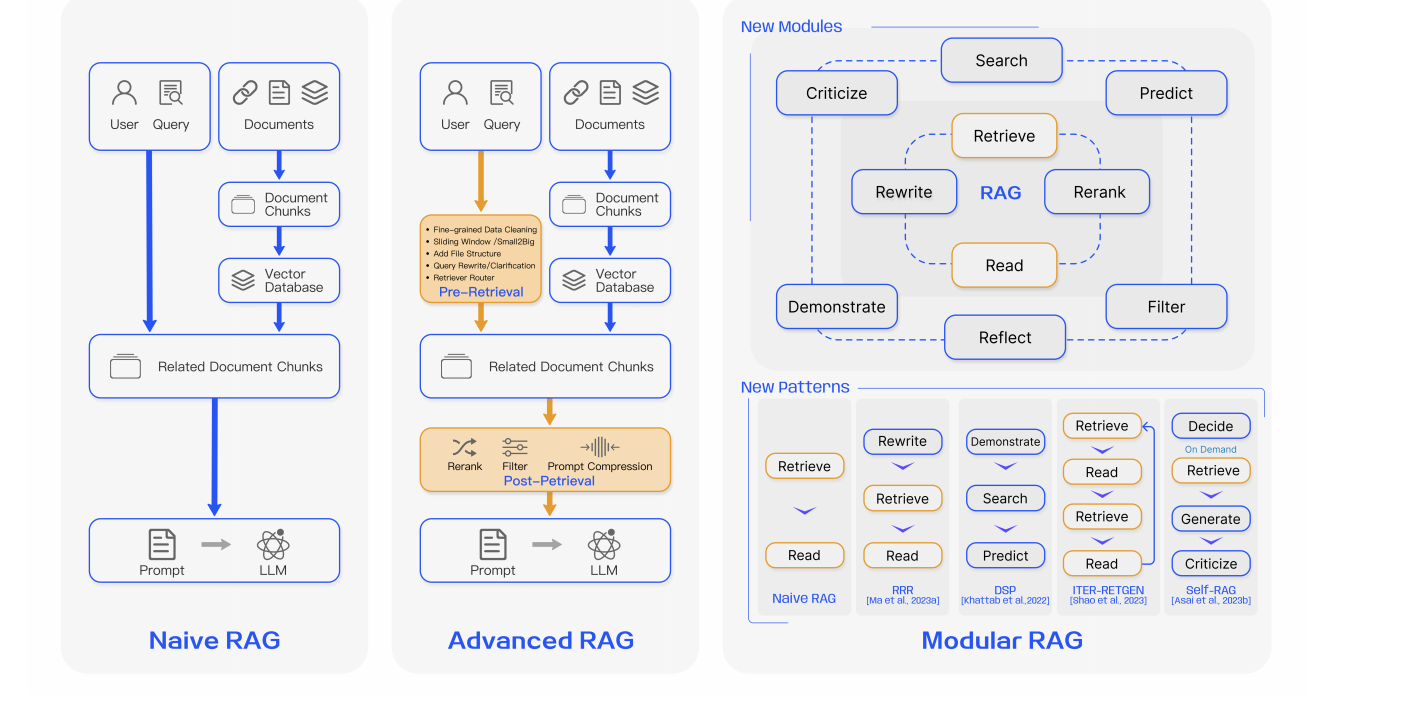 User Query
Documents
Document
Chunks
Vector
Database
Related Document Chunks
Prompt
LLM
Naive RAG
User Query
Documents
• Fine-grained Data Cleaning
• Sliding Window /Small2Big
• Add File Structure
• Query Rewrite/Clarification
• Retriever Router
Pre-Retrieval
Document
Chunks
Vector
Database
Related Document Chunks
Rerank
Filter
Prompt Compression
Post-Petrieval
Prompt
LLM
Advanced RAG
New Modules
Search
Criticize
Predict
Retrieve
Rewrite
RAG
Rerank
Read
Demonstrate
Filter
Reflect
New Patterns
Retrieve
Read
Naive RAG
Rewrite
Retrieve
Read
RRR
[Ma et al., 2023a]
Demonstrate
Search
Predict
DSP
[Khattab et al.,2022]
Retrieve
Read
Retrieve
Read
ITER-RETGEN
[Shao et al., 2023]
Decide
On Demand
Retrieve
Generate
Criticize
Self-RAG
[Asai et al., 2023b]
Modular RAG